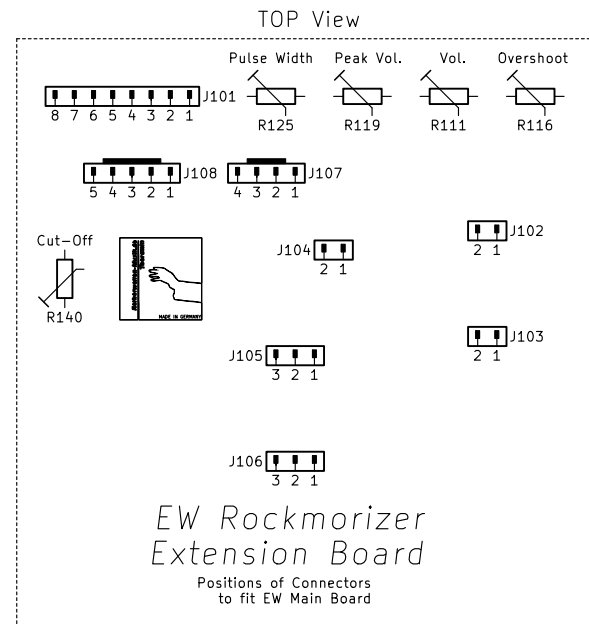 TOP View
Pulse Width Peak Vol. Vol. Overshoot
J101
8 7 6 5 4 3 2 1
R125 R119 R111 R116
J108 J107
5 4 3 2 1 4 3 2 1
Cut-Off
R140
MADE IN GERMANY
J104
2 1
J102
2 1
J103
2 1
J105
3 2 1
J106
3 2 1
EW Rockmorizer
Extension Board
Positions of Connectors
to fit EW Main Board